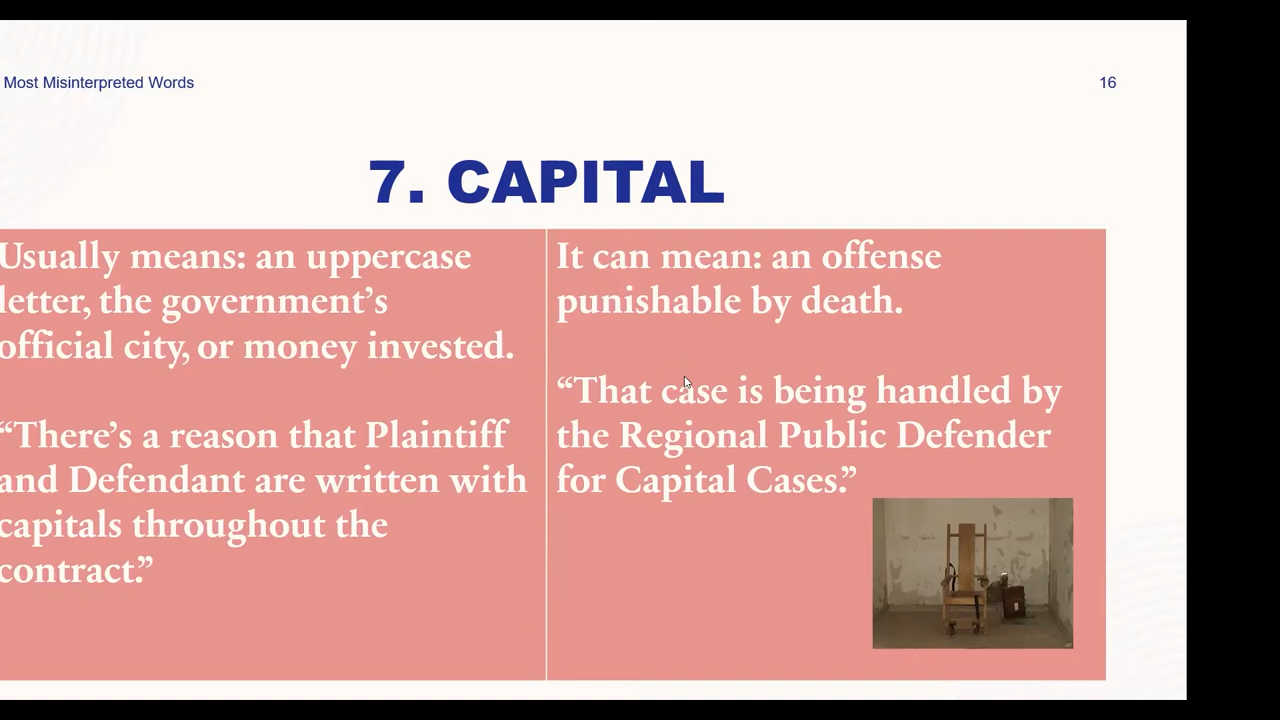 Most Misinterpreted Words
16
7. CAPITAL
Usually means: an uppercase
letter, the government’s
official city, or money invested.
“There’s a reason that Plaintiff
and Defendant are written with
capitals throughout the
contract.”
It can mean: an offense
punishable by death.
“That case is being handled by
the Regional Public Defender
for Capital Cases.”